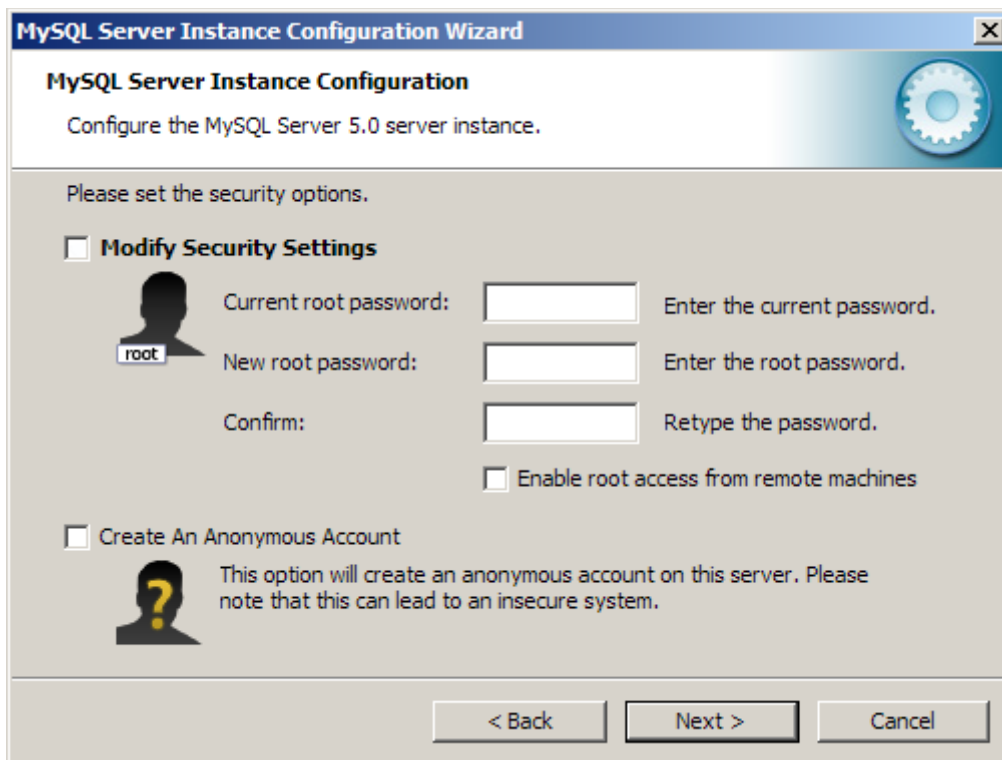 MySQL Server Instance Configuration Wizard
MySQL Server Instance Configuration
Configure the MySQL Server 5.0 server instance.
Please set the security options.
Modify Security Settings
root
Current root password: Enter the current password.
New root password: Enter the root password.
Confirm: Retype the password.
Enable root access from remote machines
Create An Anonymous Account
?
This option will create an anonymous account on this server. Please
note that this can lead to an insecure system.
< Back Next > Cancel